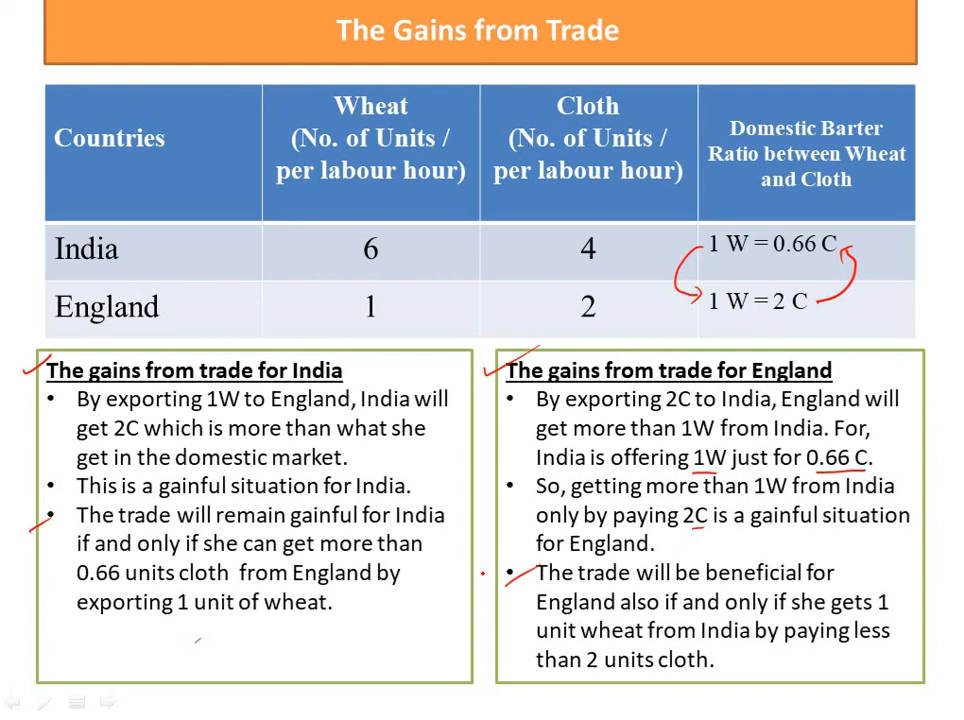 The Gains from Trade
Countries
Wheat
(No. of Units /
per labour hour)
Cloth
(No. of Units /
per labour hour)
Domestic Barter
Ratio between Wheat
and Cloth
India
6
4
1 W = 0.66 C
England
1
2
1 W = 2 C
The gains from trade for India
• By exporting 1W to England, India will
get 2C which is more than what she
get in the domestic market.
• This is a gainful situation for India.
• The trade will remain gainful for India
if and only if she can get more than
0.66 units cloth from England by
exporting 1 unit of wheat.
The gains from trade for England
• By exporting 2C to India, England will
get more than 1W from India. For,
India is offering 1W just for 0.66 C.
• So, getting more than 1W from India
only by paying 2C is a gainful situation
for England.
• The trade will be beneficial for
England also if and only if she gets 1
unit wheat from India by paying less
than 2 units cloth.